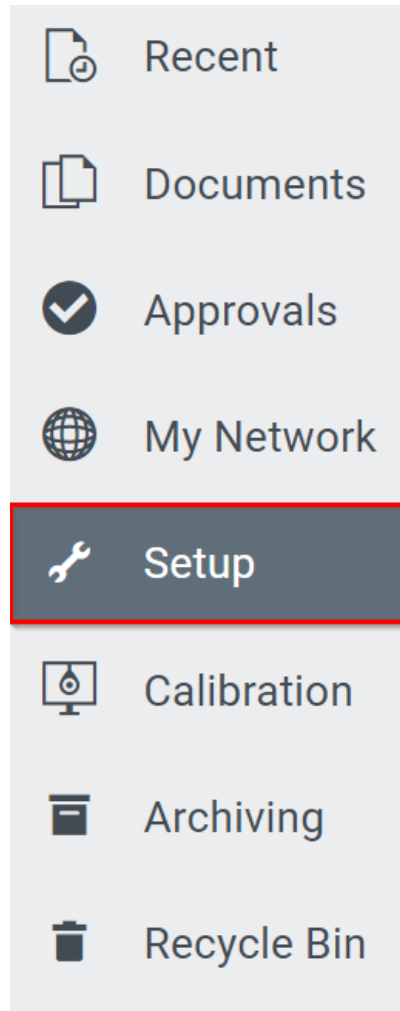 Recent
Documents
Approvals
My Network
Setup
Calibration
Archiving
Recycle Bin